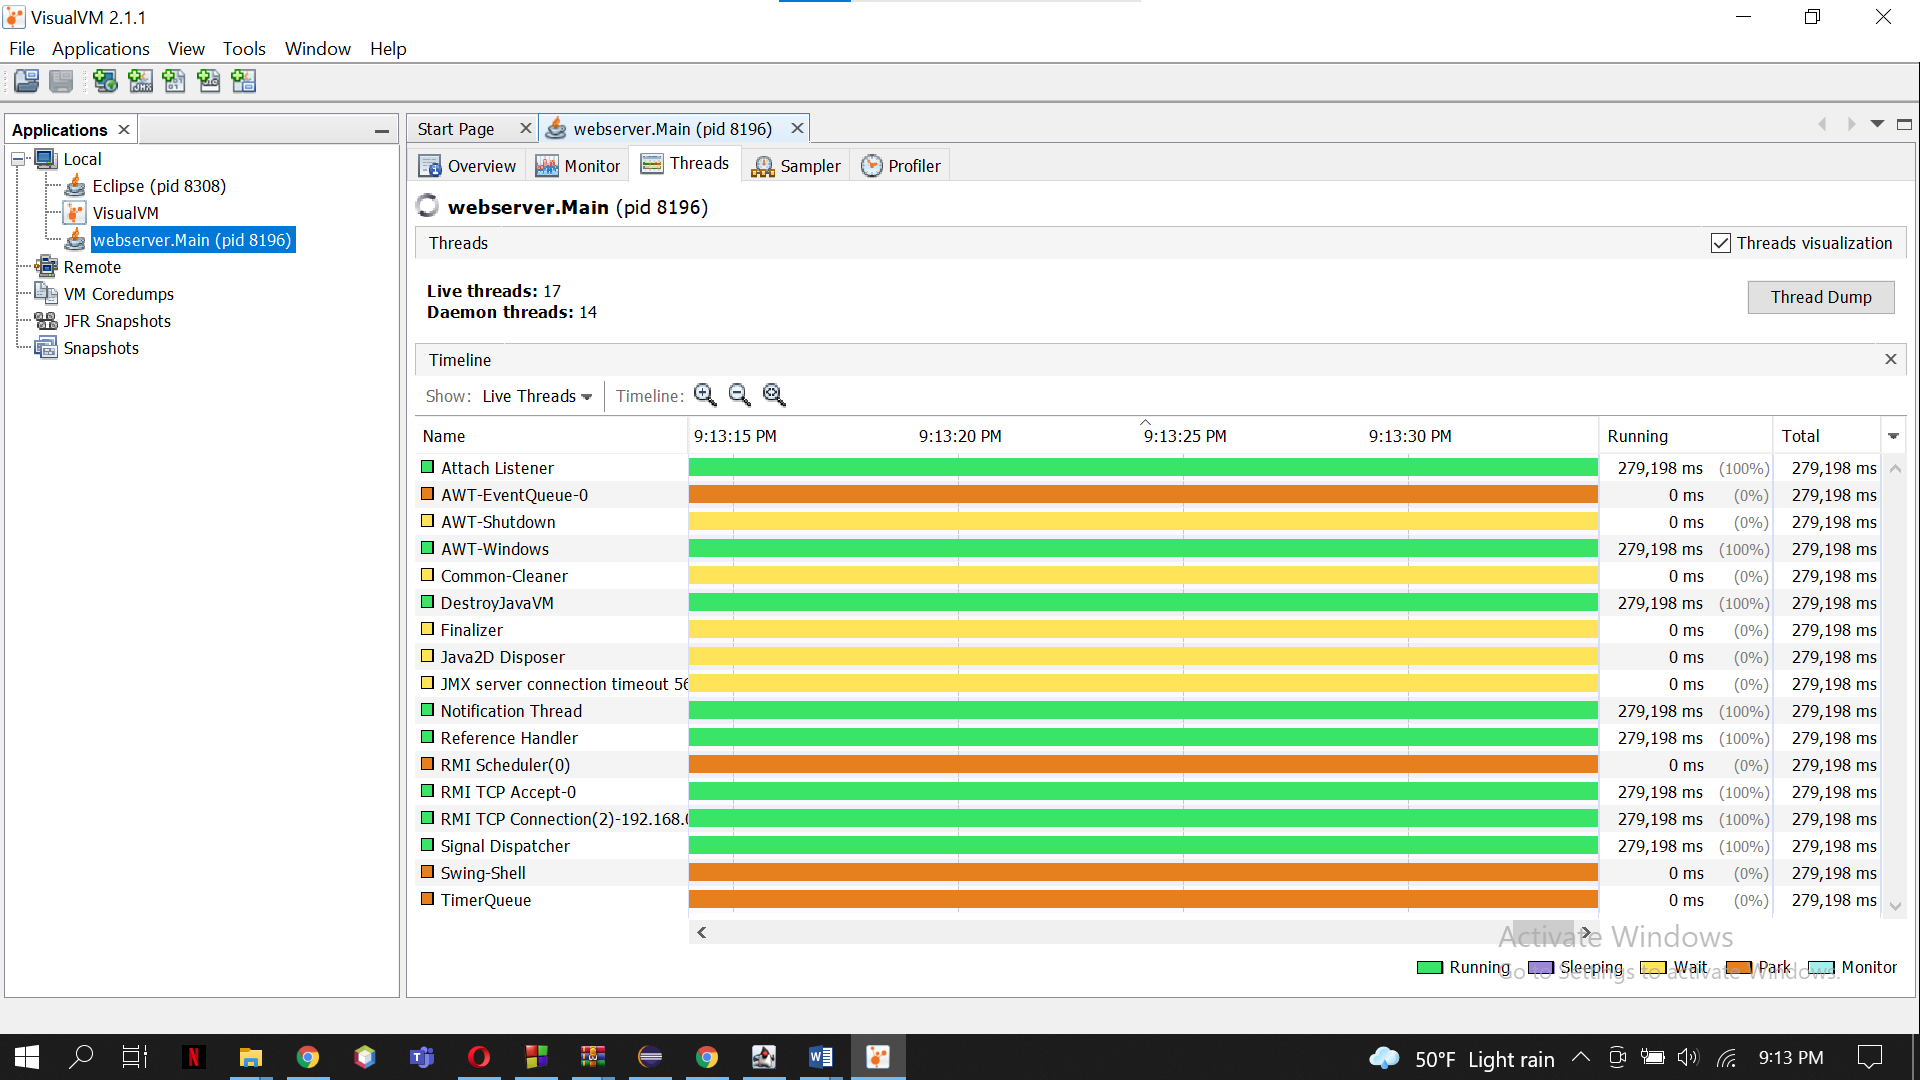 VisualVM 2.1.1
File Applications View Tools Window Help
Applications
Start Page
webserver.Main (pid 8196)
Local
Eclipse (pid 8308)
VisualVM
webserver.Main (pid 8196)
Remote
VM Coredumps
JFR Snapshots
Snapshots
Overview Monitor Threads Sampler Profiler
webserver.Main (pid 8196)
Threads
Threads visualization
Live threads: 17
Daemon threads: 14
Thread Dump
Timeline
Show: Live Threads Timeline:
Name 9:13:15 PM 9:13:20 PM 9:13:25 PM 9:13:30 PM Running Total
Attach Listener 279,198 ms (100%) 279,198 ms
AWT-EventQueue-0 0 ms (0%) 279,198 ms
AWT-Shutdown 0 ms (0%) 279,198 ms
AWT-Windows 279,198 ms (100%) 279,198 ms
Common-Cleaner 0 ms (0%) 279,198 ms
DestroyJavaVM 279,198 ms (100%) 279,198 ms
Finalizer 0 ms (0%) 279,198 ms
Java2D Disposer 0 ms (0%) 279,198 ms
JMX server connection timeout 56 0 ms (0%) 279,198 ms
Notification Thread 279,198 ms (100%) 279,198 ms
Reference Handler 279,198 ms (100%) 279,198 ms
RMI Scheduler(0) 0 ms (0%) 279,198 ms
RMI TCP Accept-0 279,198 ms (100%) 279,198 ms
RMI TCP Connection(2)-192.168.0 279,198 ms (100%) 279,198 ms
Signal Dispatcher 279,198 ms (100%) 279,198 ms
Swing-Shell 0 ms (0%) 279,198 ms
TimerQueue 0 ms (0%) 279,198 ms
Activate Windows
Go to Settings to activate Windows.
Running Sleeping Wait Park Monitor
50°F Light rain 9:13 PM